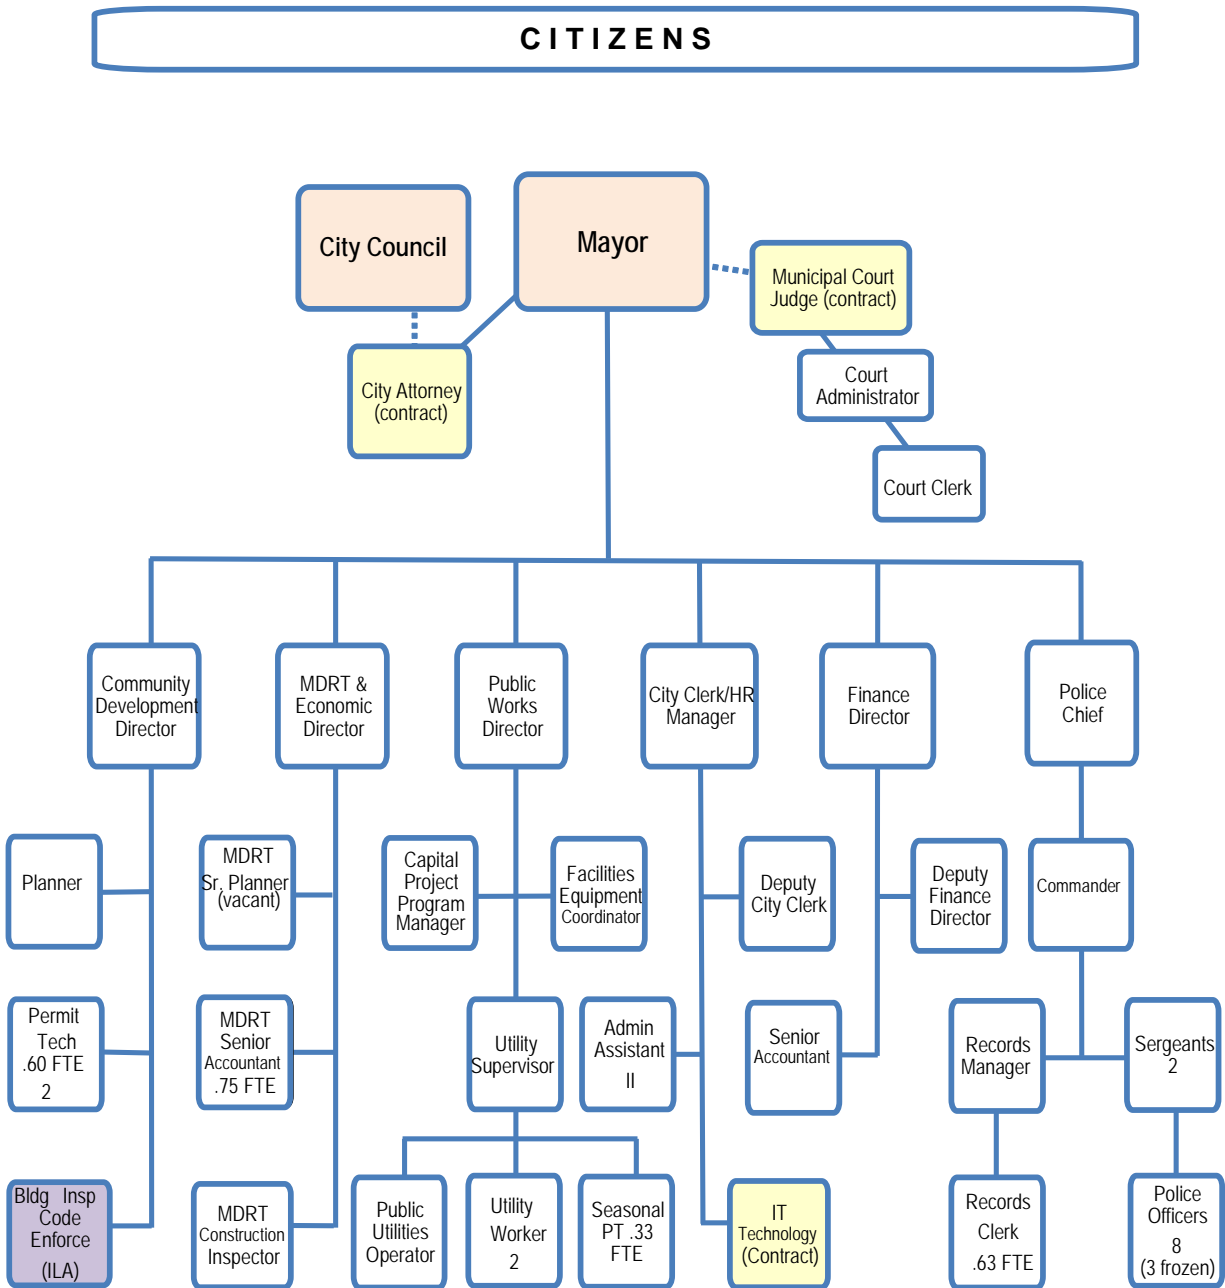 CITIZENS
City Council
Mayor
Municipal Court
Judge (contract)
City Attorney
(contract)
Court
Administrator
Court Clerk
Community
Development
Director
MDRT &
Economic
Director
Public
Works
Director
City Clerk/HR
Manager
Finance
Director
Police
Chief
Planner
MDRT
Sr. Planner
(vacant)
Capital
Project
Program
Manager
Facilities
Equipment
Coordinator
Deputy
City Clerk
Deputy
Finance
Director
Commander
Permit
Tech
.60 FTE
2
MDRT
Senior
Accountant
.75 FTE
Utility
Supervisor
Admin
Assistant
II
Senior
Accountant
Records
Manager
Sergeants
2
Bldg Insp
Code
Enforce
(ILA)
MDRT
Construction
Inspector
Public
Utilities
Operator
Utility
Worker
2
Seasonal
PT .33
FTE
IT
Technology
(Contract)
Records
Clerk
.63 FTE
Police
Officers
8
(3 frozen)